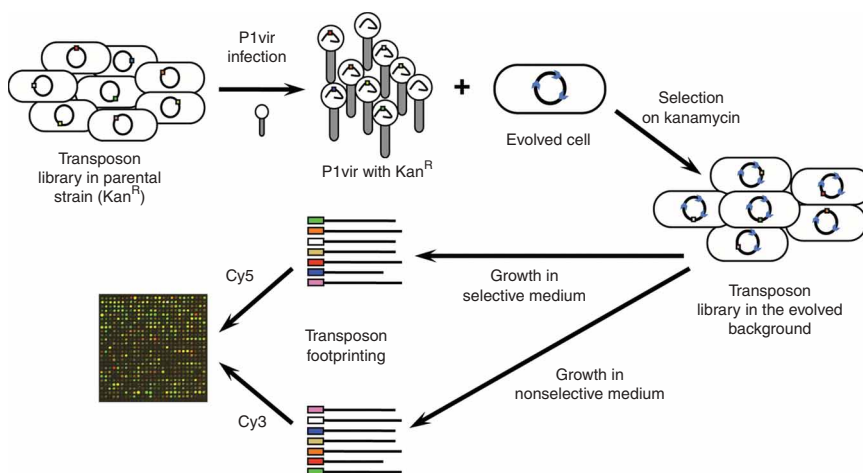 P1vir
infection
Transposon
library in parental
strain (Kan^R)
P1vir with Kan^R
+
Evolved cell
Selection
on kanamycin
Transposon
library in the evolved
background
Growth in
selective medium
Growth in
nonselective medium
Transposon
footprinting
Cy5
Cy3